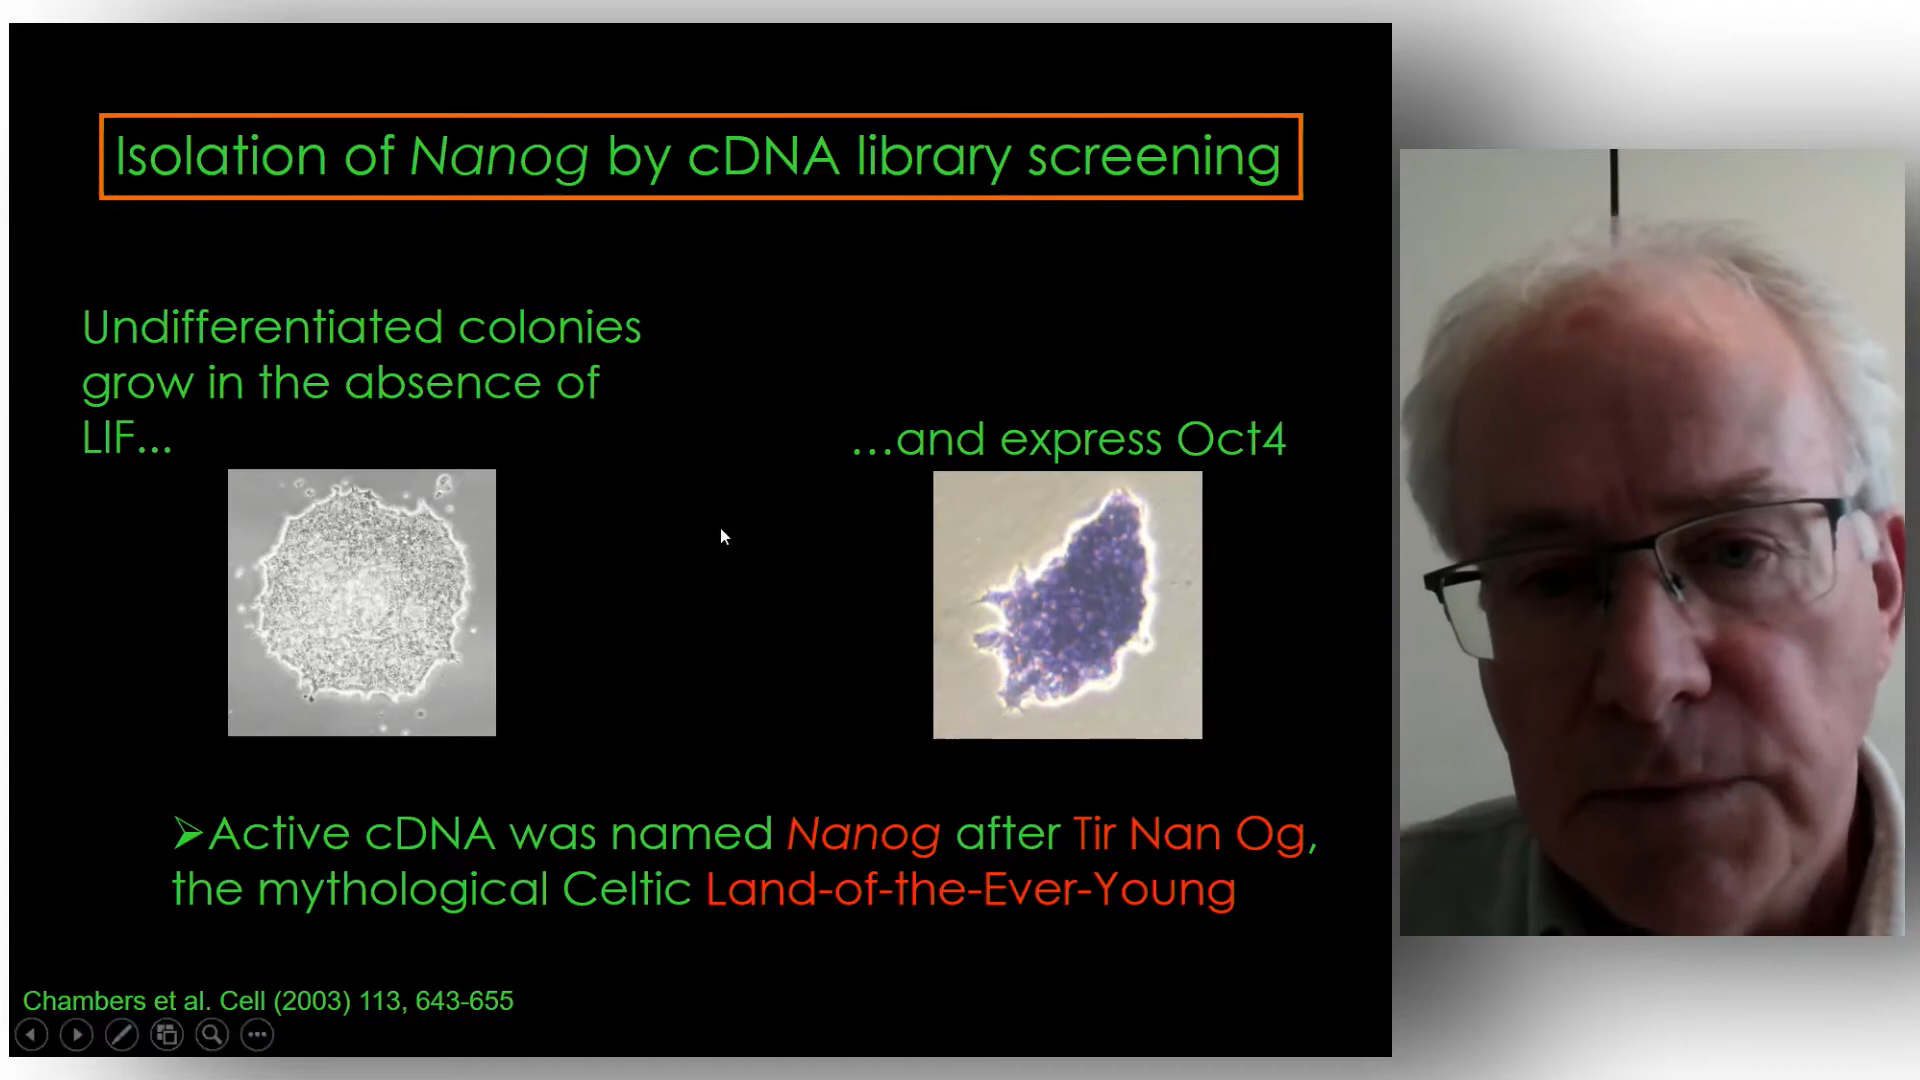 Isolation of Nanog by cDNA library screening
Undifferentiated colonies
grow in the absence of
LIF...
...and express Oct4
➢Active cDNA was named Nanog after Tir Nan Og,
the mythological Celtic Land-of-the-Ever-Young
Chambers et al. Cell (2003) 113, 643-655